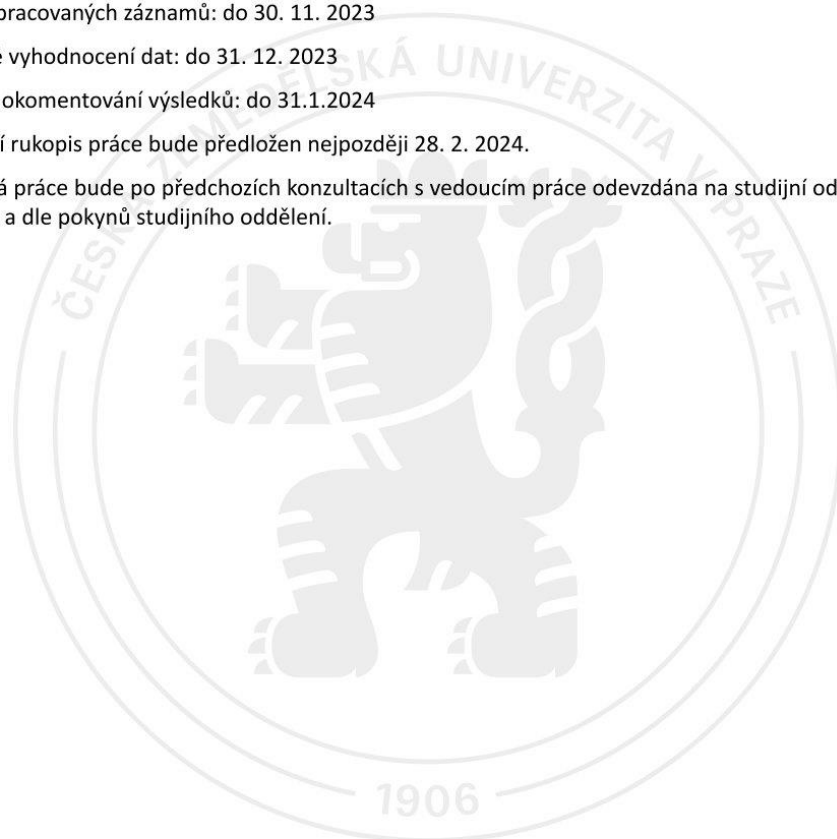 pracovaných záznamů: do 30. 11. 2023
e vyhodnocení dat: do 31. 12. 2023
okomentování výsledků: do 31.1.2024
í rukopis práce bude předložen nejpozději 28. 2. 2024.
á práce bude po předchozích konzultacích s vedoucím práce odevzdána na studijní od
a dle pokynů studijního oddělení.
ČESKÁ ZEMĚDĚLSKÁ UNIVERZITA V PRAZE
1906